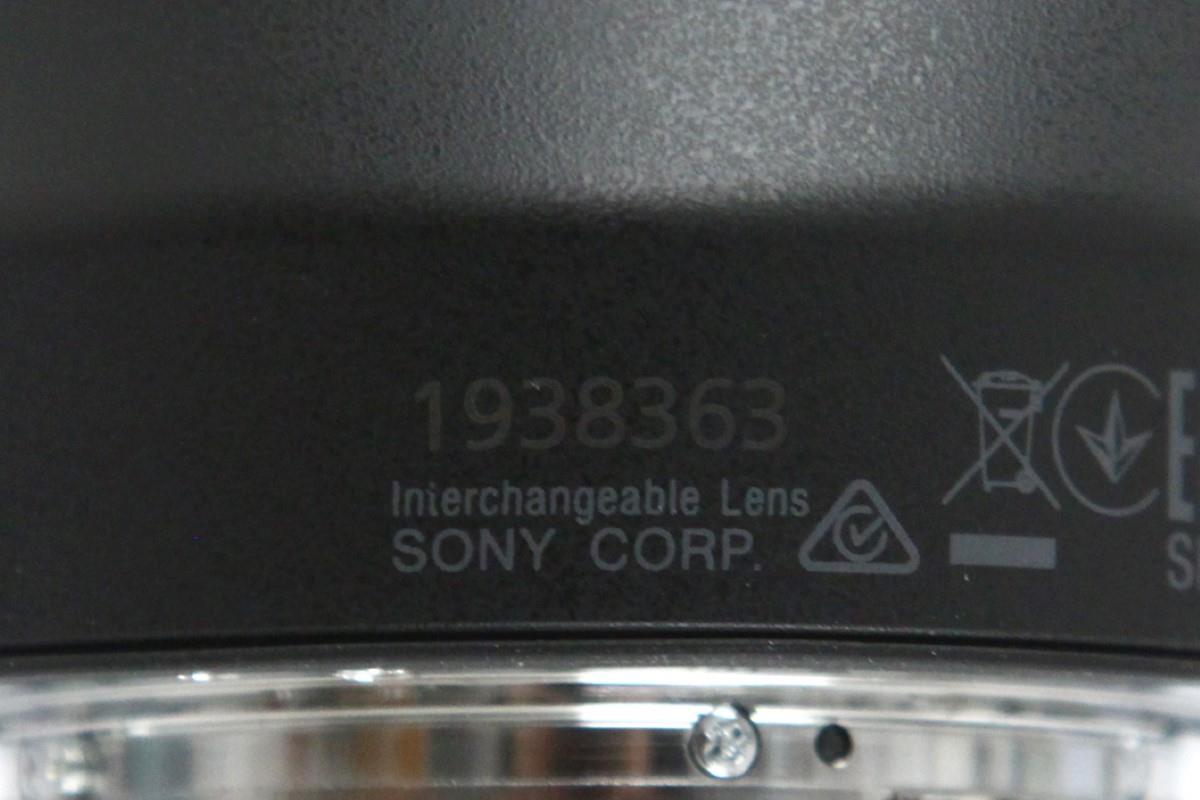 1938363
Interchangeable Lens
SONY CORP.